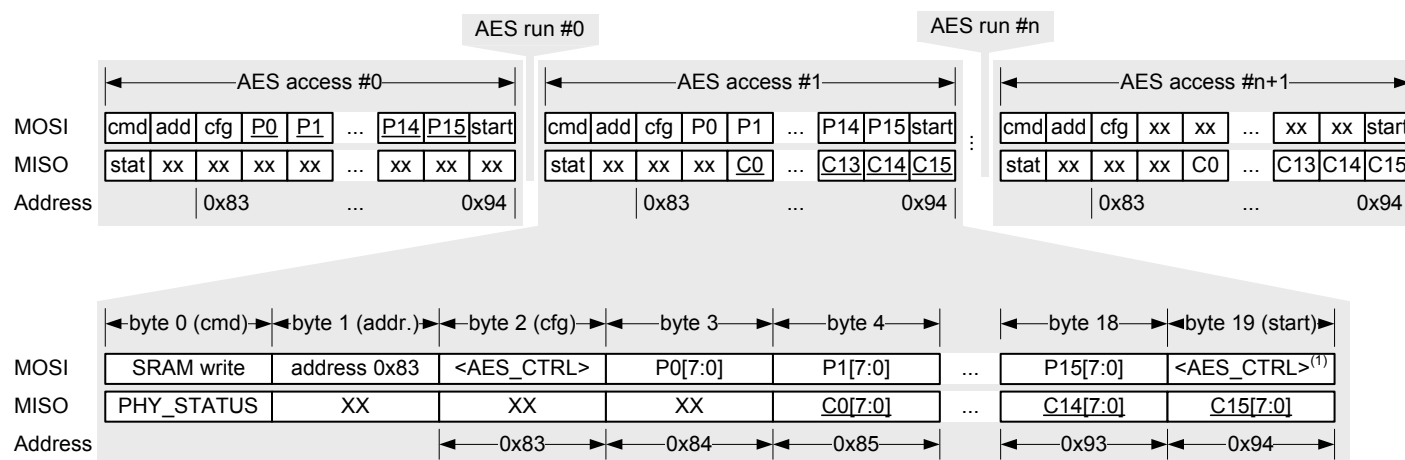 AES run #0 AES run #n
AES access #0 AES access #1 AES access #n+1
MOSI cmd add cfg P0 P1 ... P14 P15 start cmd add cfg P0 P1 ... P14 P15 start ... cmd add cfg xx xx ... xx xx start
MISO stat xx xx xx xx ... xx xx xx stat xx xx xx C0 ... C13 C14 C15 stat xx xx xx C0 ... C13 C14 C15
Address 0x83 ... 0x94 0x83 ... 0x94 0x83 ... 0x94
byte 0 (cmd) byte 1 (addr.) byte 2 (cfg) byte 3 byte 4 byte 18 byte 19 (start)
MOSI SRAM write address 0x83 <AES_CTRL> P0[7:0] P1[7:0] ... P15[7:0] <AES_CTRL>(1)
MISO PHY_STATUS XX XX XX C0[7:0] ... C14[7:0] C15[7:0]
Address 0x83 0x84 0x85 0x93 0x94